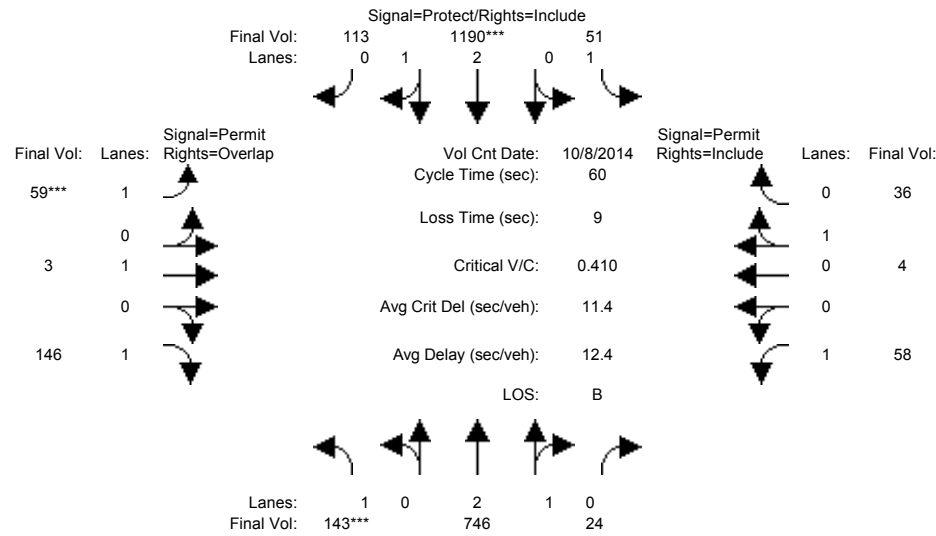 Signal=Protect/Rights=Include
Final Vol: 113 1190*** 51
Lanes: 0 1 2 0 1
Signal=Permit Signal=Permit
Final Vol: Lanes: Rights=Overlap Vol Cnt Date: 10/8/2014 Rights=Include Lanes: Final Vol:
Cycle Time (sec): 60
59*** 1 0 36
Loss Time (sec): 9
0 1
3 1 Critical V/C: 0.410 0 4
0 Avg Crit Del (sec/veh): 11.4 0
146 1 Avg Delay (sec/veh): 12.4 1 58
LOS: B
Lanes: 1 0 2 1 0
Final Vol: 143*** 746 24